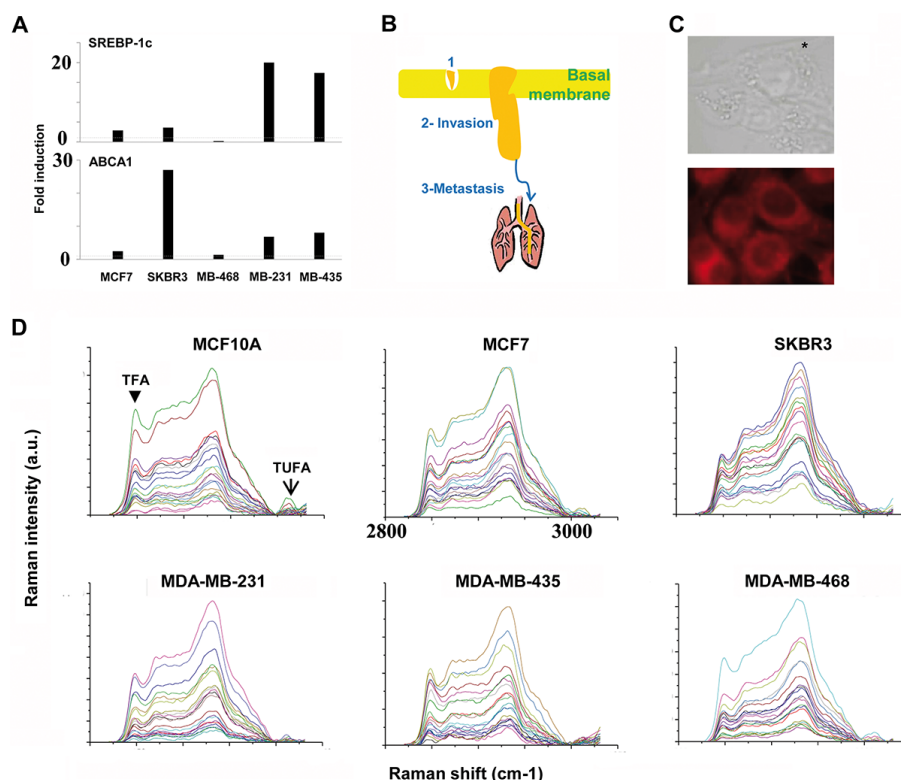 A
SREBP-1c
20
0
ABCA1
30
0
Fold induction
MCF7 SKBR3 MB-468 MB-231 MB-435
B
1
Basal
membrane
2- Invasion
3-Metastasis
C
*
D
MCF10A MCF7 SKBR3
TFA
TUFA
2800 3000
MDA-MB-231 MDA-MB-435 MDA-MB-468
Raman intensity (a.u.)
Raman shift (cm-1)